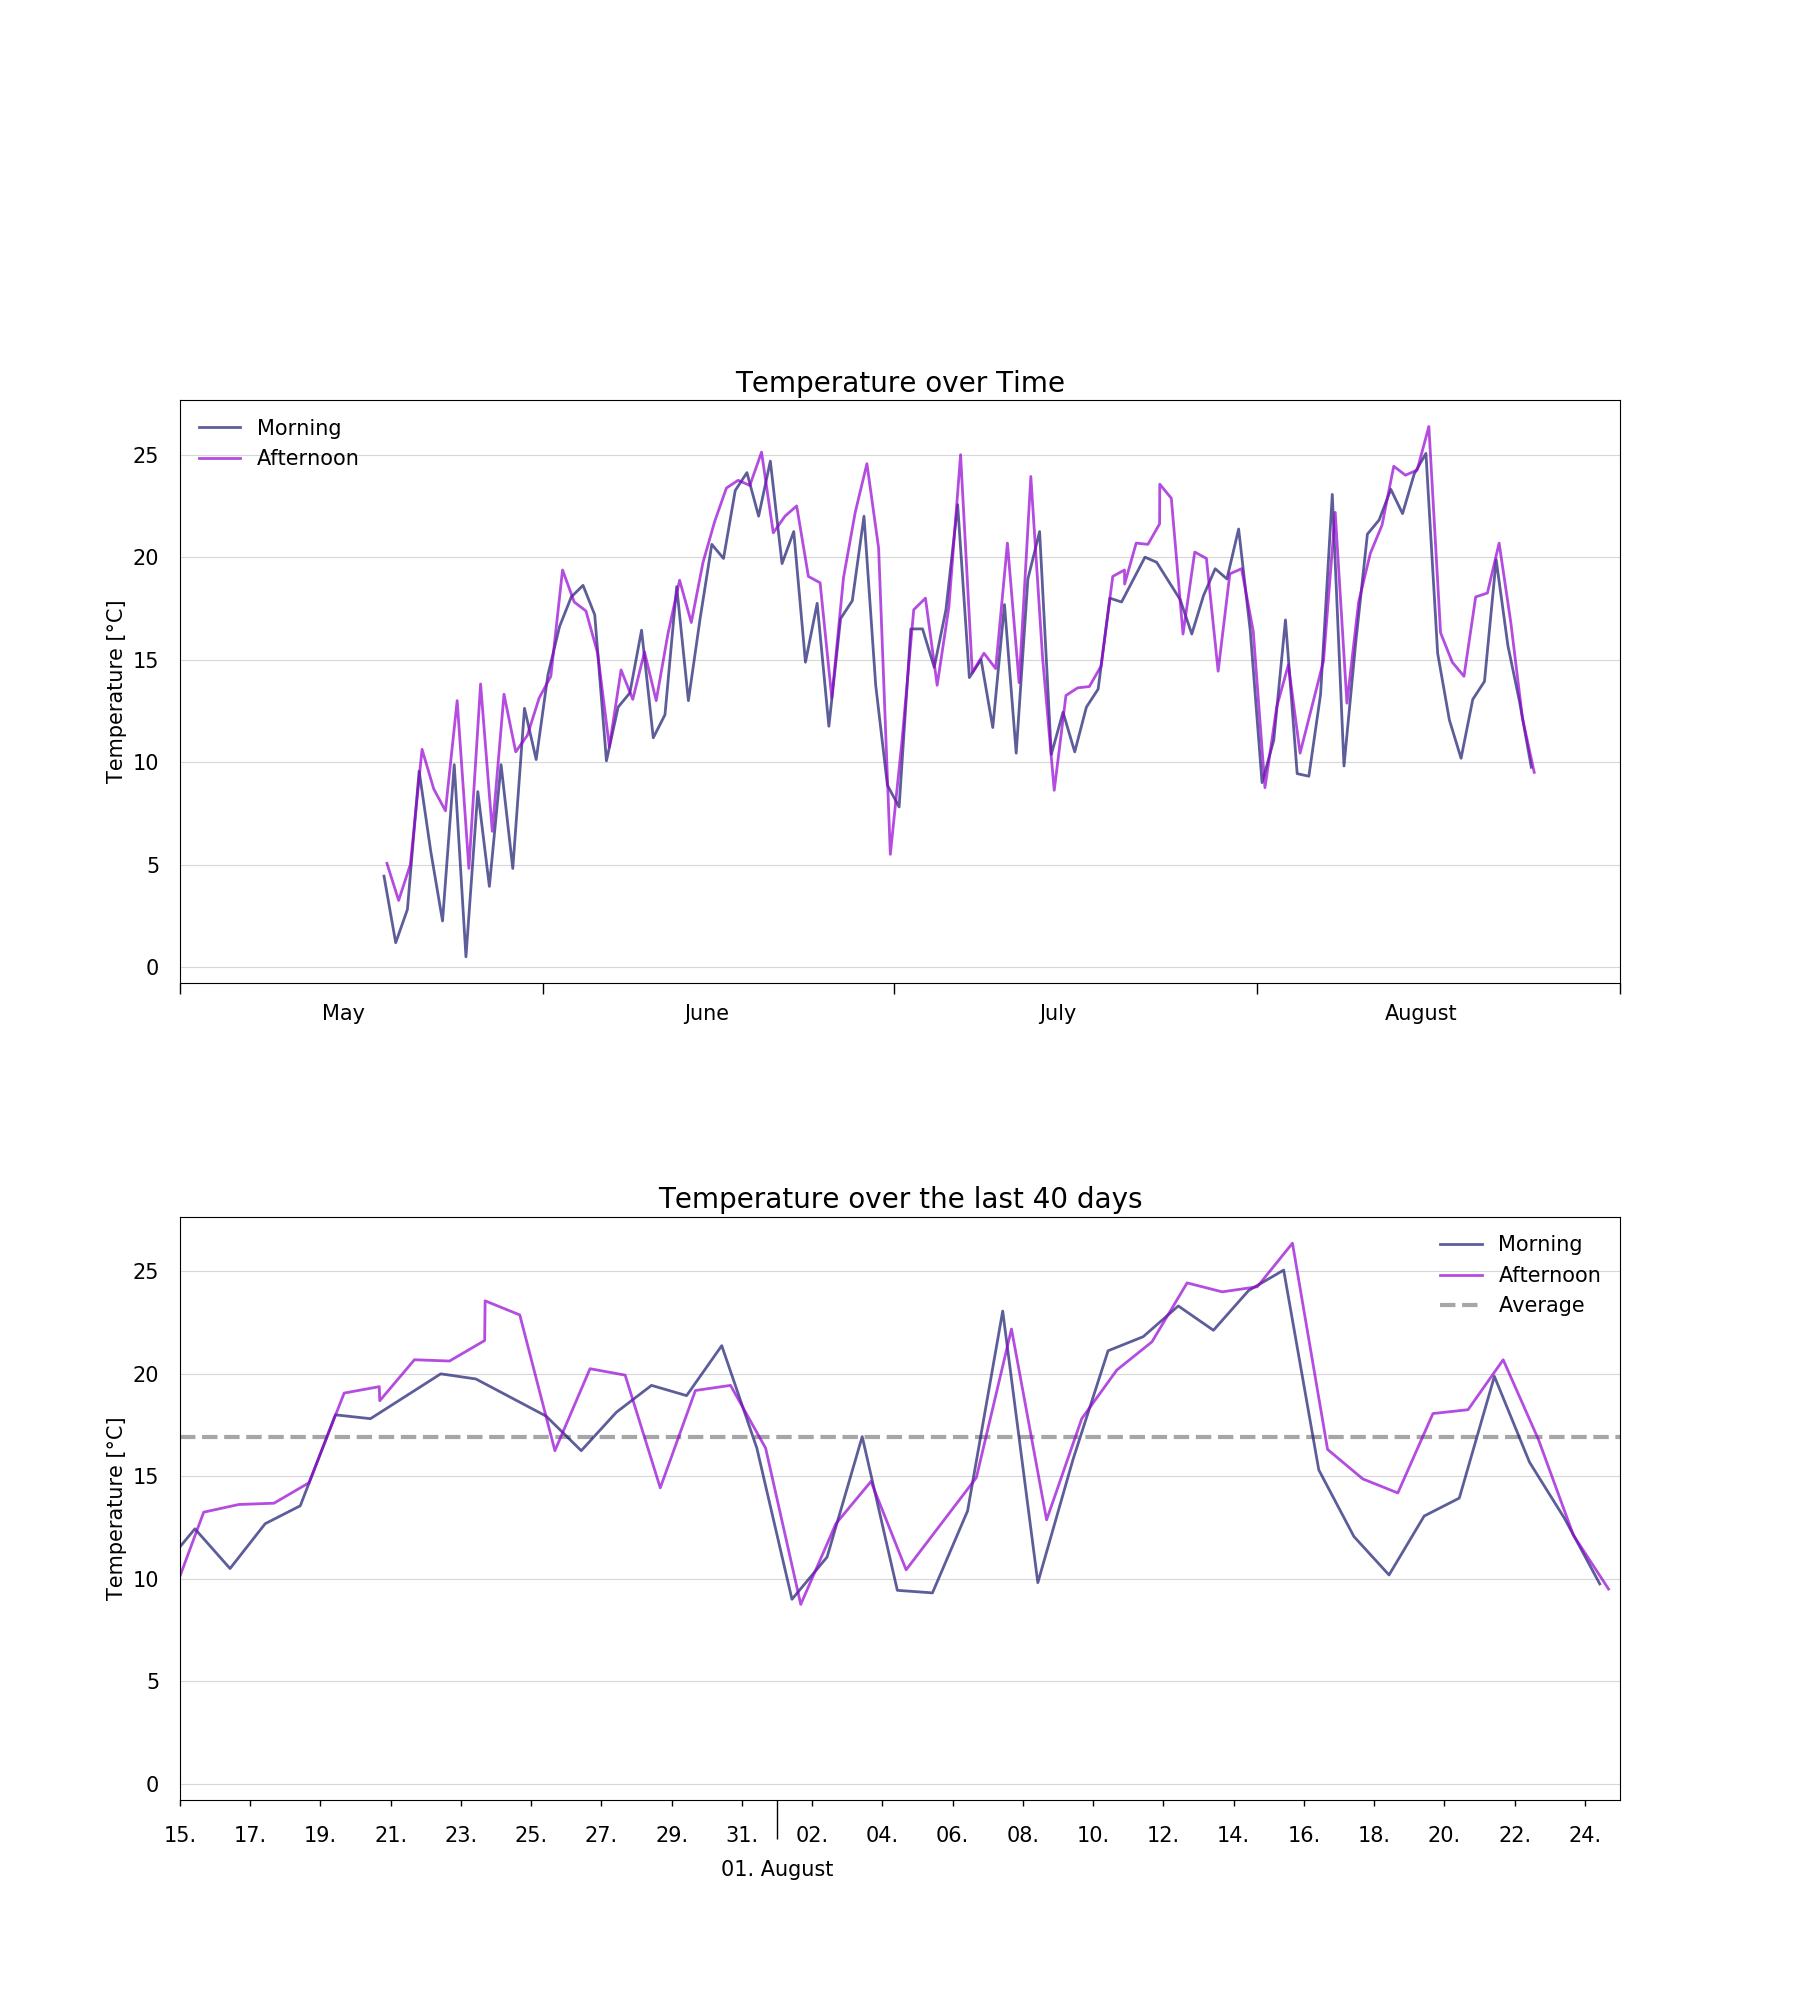 Temperature over Time
Morning
Afternoon
25
20
15
10
5
0
Temperature [°C]
May June July August
Temperature over the last 40 days
Morning
Afternoon
Average
25
20
15
10
5
0
Temperature [°C]
15. 17. 19. 21. 23. 25. 27. 29. 31. 02. 04. 06. 08. 10. 12. 14. 16. 18. 20. 22. 24.
01. August